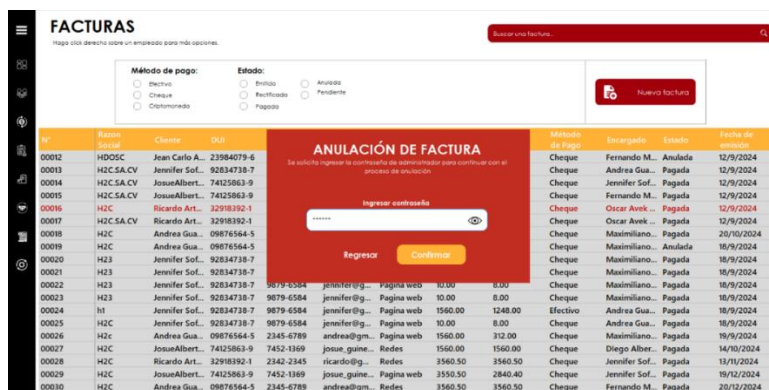 FACTURAS
Haga click derecho sobre un empleado para más opciones.
Buscar una factura..
Método de pago: Estado:
Efectivo Emitida Anulada
Cheque Rectificada Pendiente
Criptomoneda Pagada
Nueva factura
N° Razon Social Cliente DUI Método de Pago Encargado Estado Fecha de emisión
00012 HDOSC Jean Carlo A... 23984079-6 Cheque Fernando M... Anulada 12/9/2024
00013 H2C.SA.CV Jennifer Sof... 92834738-7 Cheque Andrea Gua... Pagada 12/9/2024
00014 H2C.SA.CV JosueAlbert... 74125863-9 Cheque Jennifer Sof... Pagada 12/9/2024
00015 H2C.SA.CV JosueAlbert... 74125863-9 Cheque Fernando M... Pagada 12/9/2024
00016 H2C Ricardo Art... 32918392-1 Cheque Oscar Avek ... Pagada 12/9/2024
00017 H2C.SA.CV Ricardo Art... 32918392-1 Cheque Oscar Avek ... Pagada 12/9/2024
00018 H2C Andrea Gua... 09876564-5 Cheque Maximiliano... Pagada 20/10/2024
00019 H2C Andrea Gua... 09876564-5 Cheque Maximiliano... Anulada 18/9/2024
00020 H23 Jennifer Sof... 92834738-7 Cheque Maximiliano... Pagada 18/9/2024
00021 H23 Jennifer Sof... 92834738-7 Cheque Maximiliano... Pagada 18/9/2024
00022 H23 Jennifer Sof... 92834738-7 9879-6584 jennifer@g... Pagina web 10.00 8.00 Cheque Maximiliano... Pagada 18/9/2024
00023 H23 Jennifer Sof... 92834738-7 9879-6584 jennifer@g... Pagina web 10.00 8.00 Cheque Maximiliano... Pagada 18/9/2024
00024 h1 Jennifer Sof... 92834738-7 9879-6584 jennifer@g... Pagina web 1560.00 1248.00 Efectivo Andrea Gua... Pagada 18/9/2024
00025 H2C Jennifer Sof... 92834738-7 9879-6584 jennifer@g... Pagina web 10.00 8.00 Cheque Andrea Gua... Pagada 18/9/2024
00026 H2c Andrea Gua... 09876564-5 2345-6789 andrea@gm... Pagina web 1560.00 312.00 Cheque Maximiliano... Pagada 19/9/2024
00027 H2C JosueAlbert... 74125863-9 7452-1369 josue_guine... Redes 1560.00 1560.00 Cheque Diego Alber... Pagada 14/10/2024
00028 H2C Ricardo Art... 32918392-1 2342-2345 ricardo@g... Redes 3560.50 3560.50 Cheque Jennifer Sof... Pagada 13/11/2024
00029 H2C JosueAlbert... 74125863-9 7452-1369 josue_guine... Pagina web 3550.50 2840.40 Cheque Jennifer Sof... Pagada 19/12/2024
00030 H2C Andrea Gua... 09876564-5 2345-6789 andrea@gm... Redes 3560.50 3560.50 Cheque Fernando M... Pagada 20/12/2024
ANULACIÓN DE FACTURA
Se solicita ingresar la contraseña de administrador para continuar con el
proceso de anulación
Ingresar contraseña
Regresar Confirmar